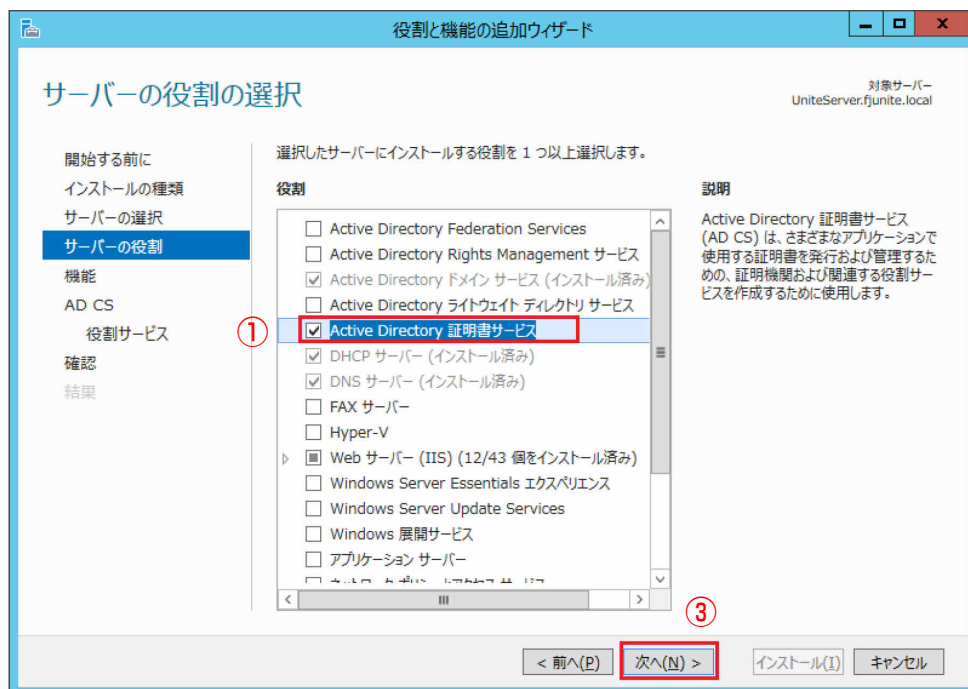 役割と機能の追加ウィザード
サーバーの役割の選択
対象サーバー
UniteServer.fjunite.local
開始する前に
インストールの種類
サーバーの選択
サーバーの役割
機能
AD CS
役割サービス
確認
結果
選択したサーバーにインストールする役割を 1 つ以上選択します。
役割
Active Directory Federation Services
Active Directory Rights Management サービス
Active Directory ドメイン サービス (インストール済み)
Active Directory ライトウェイト ディレクトリ サービス
①
Active Directory 証明書サービス
DHCP サーバー (インストール済み)
DNS サーバー (インストール済み)
FAX サーバー
Hyper-V
Web サーバー (IIS) (12/43 個をインストール済み)
Windows Server Essentials エクスペリエンス
Windows Server Update Services
Windows 展開サービス
アプリケーション サーバー
説明
Active Directory 証明書サービス
(AD CS) は、さまざまなアプリケーションで
使用する証明書を発行および管理するた
めの、証明機関および関連する役割サー
ビスを作成するために使用します。
③
< 前へ(P)
次へ(N) >
インストール(I)
キャンセル